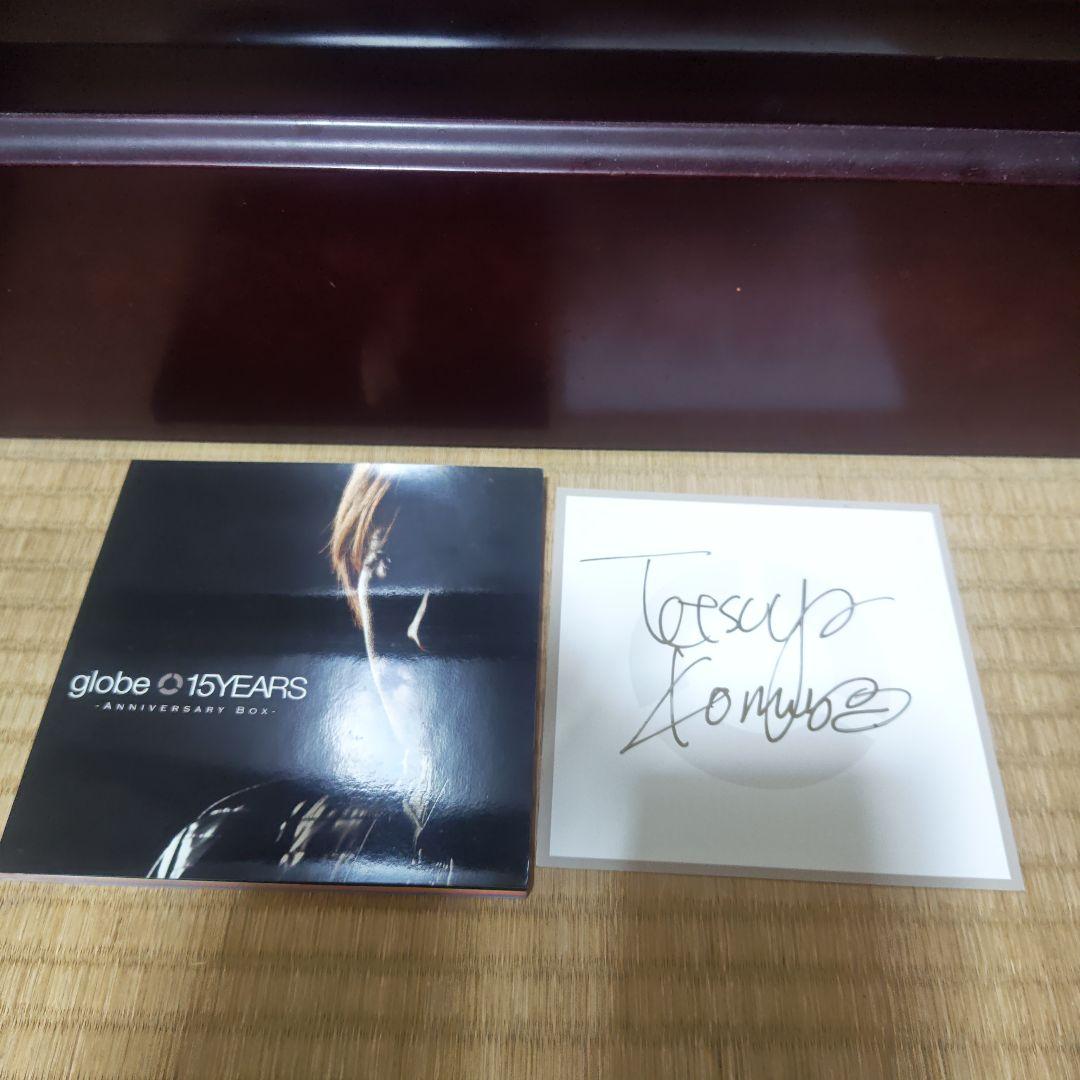 globe 15YEARS
-ANNIVERSARY BOX-
Tetsuya
Komuro